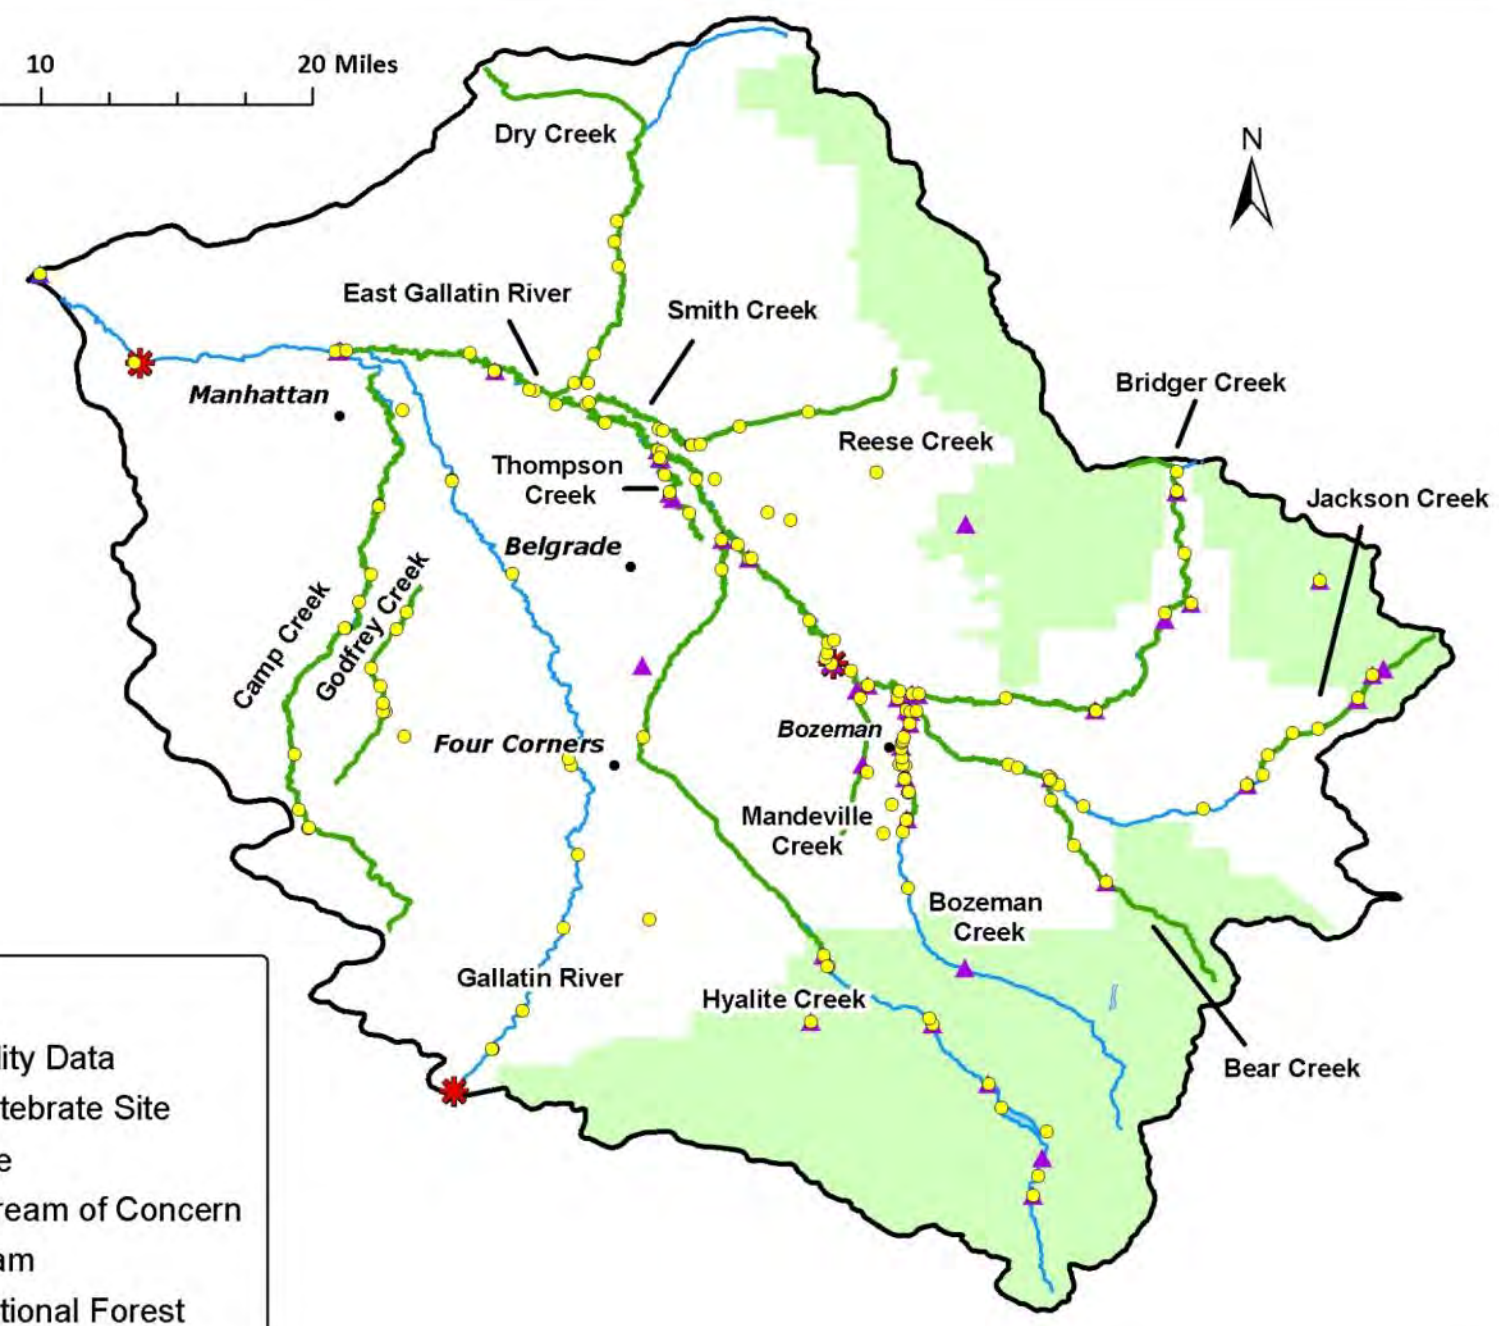 10
20 Miles
N
Dry Creek
East Gallatin River
Smith Creek
Bridger Creek
Manhattan
Reese Creek
Thompson
Creek
Jackson Creek
Belgrade
Camp Creek
Godfrey Creek
Four Corners
Bozeman
Mandeville
Creek
Bozeman
Creek
Gallatin River
Hyalite Creek
Bear Creek
lity Data
tebrate Site
e
ream of Concern
am
tional Forest